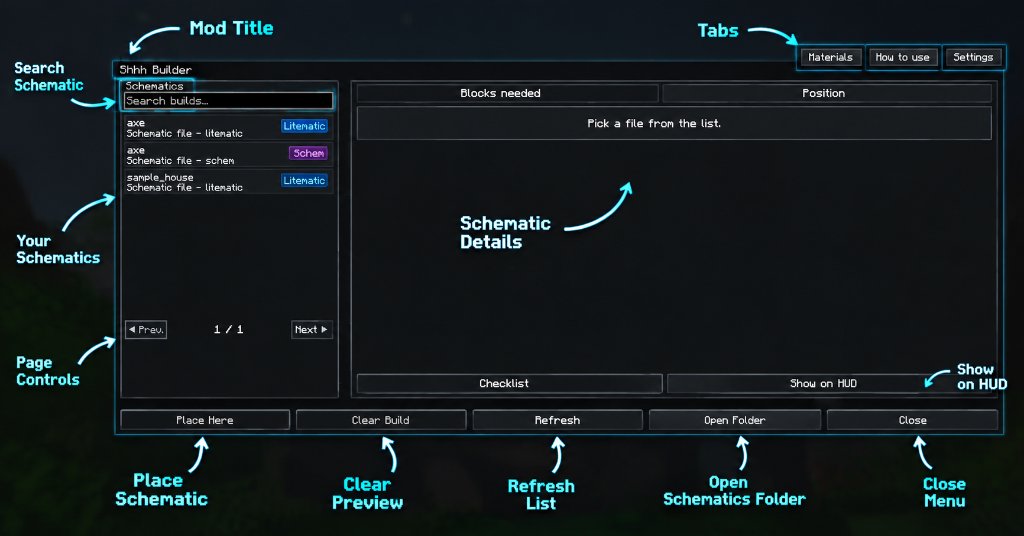 Mod Title
Tabs
Shhh Builder
Materials
How to use
Settings
Search
Schematic
Schematics
Search builds...
axe
Schematic file - litematic
Litematic
axe
Schematic file - schem
Schem
sample_house
Schematic file - litematic
Litematic
Blocks needed
Position
Pick a file from the list.
Schematic
Details
Your
Schematics
◀ Prev.
1 / 1
Next ▶
Page
Controls
Checklist
Show on HUD
Show
on HUD
Place Here
Clear Build
Refresh
Open Folder
Close
Place
Schematic
Clear
Preview
Refresh
List
Open
Schematics Folder
Close
Menu